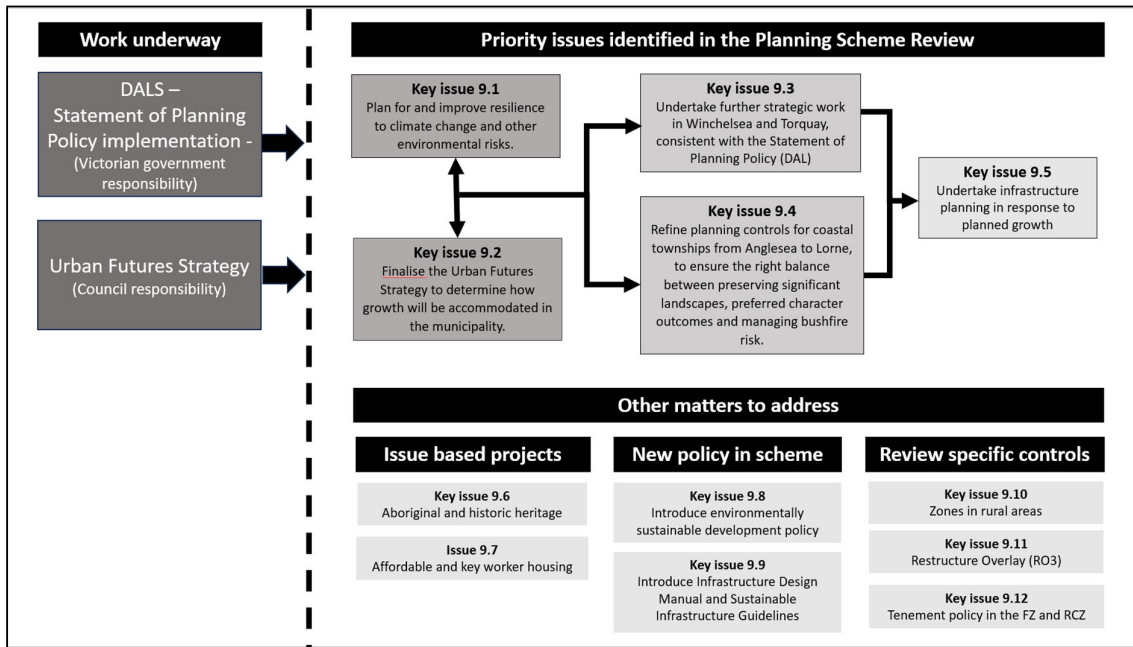 Work underway
DALS –
Statement of Planning
Policy implementation -
(Victorian government
responsibility)
Urban Futures Strategy
(Council responsibility)
Priority issues identified in the Planning Scheme Review
Key issue 9.1
Plan for and improve resilience
to climate change and other
environmental risks.
Key issue 9.2
Finalise the Urban Futures
Strategy to determine how
growth will be accommodated in
the municipality.
Key issue 9.3
Undertake further strategic work
in Winchelsea and Torquay,
consistent with the Statement of
Planning Policy (DAL)
Key issue 9.4
Refine planning controls for coastal
townships from Anglesea to Lorne,
to ensure the right balance
between preserving significant
landscapes, preferred character
outcomes and managing bushfire
risk.
Key issue 9.5
Undertake infrastructure
planning in response to
planned growth
Other matters to address
Issue based projects
Key issue 9.6
Aboriginal and historic heritage
Issue 9.7
Affordable and key worker housing
New policy in scheme
Key issue 9.8
Introduce environmentally
sustainable development policy
Key issue 9.9
Introduce Infrastructure Design
Manual and Sustainable
Infrastructure Guidelines
Review specific controls
Key issue 9.10
Zones in rural areas
Key issue 9.11
Restructure Overlay (RO3)
Key issue 9.12
Tenement policy in the FZ and RCZ